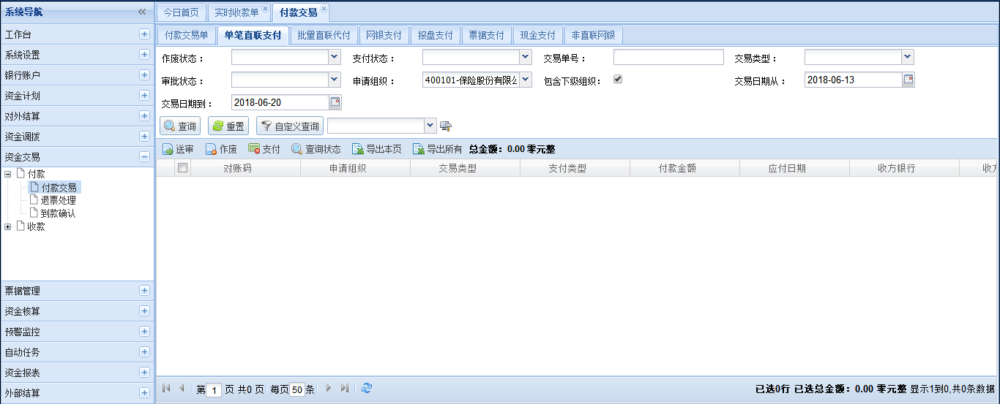 系统导航
工作台
系统设置
银行账户
资金计划
对外结算
资金调拨
资金交易
付款
付款交易
退票处理
到款确认
收款
票据管理
资金核算
预警监控
自动任务
资金报表
外部结算
今日首页 实时收款单 付款交易
付款交易单 单笔直联支付 批量直联代付 网银支付 报盘支付 票据支付 现金支付 非直联网银
作废状态： 支付状态： 交易单号： 交易类型：
审批状态： 申请组织： 400101-保险股份有限公 包含下级组织： 交易日期从： 2018-06-13
交易日期到： 2018-06-20
查询 重置 自定义查询
送审 作废 支付 查询状态 导出本页 导出所有 总金额：0.00 零元整
对账码 申请组织 交易类型 支付类型 付款金额 应付日期 收方银行 收方
第 1 页 共0 页 每页 50 条 已选0行 已选总金额：0.00 零元整 显示1到0,共0条数据